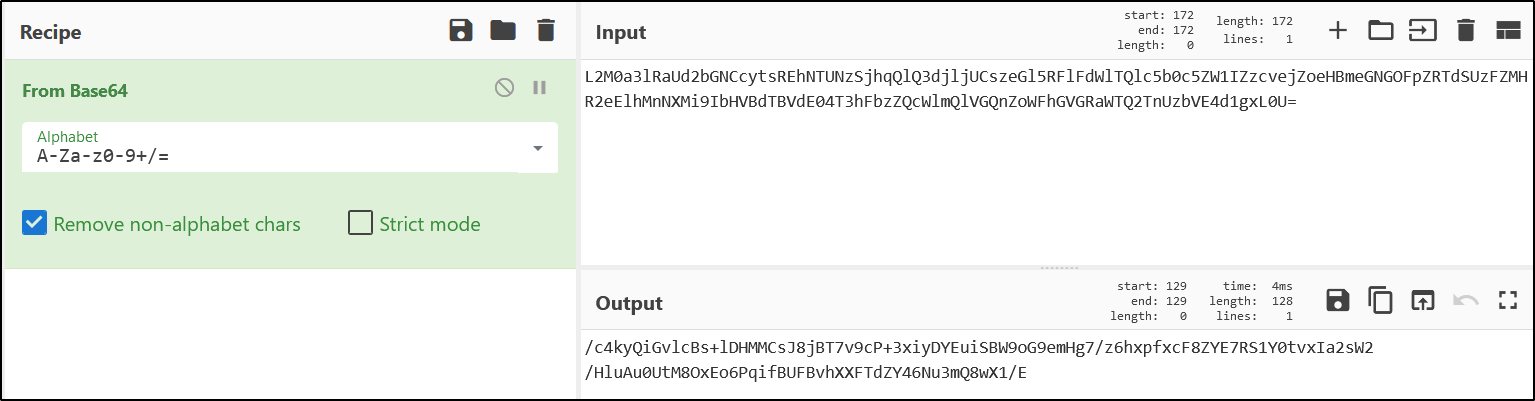 Recipe
From Base64
Alphabet
A-Za-z0-9+/=
Remove non-alphabet chars
Strict mode
Input
start: 172
end: 172
length: 0
length: 172
lines: 1
L2M0a3lRaUd2bGNCcytsREhNTUNzSjhqQlQ3djljUCszeGl5RFlFdWlTQlc5b0c5ZW1IZzcvejZoeHBmeGNGOFpZRTdSUzFZMH
R2eElhMnNXMi9IbHVBdTBVdE04T3hFbzZQcWlmQlVGQnZoWFhGVGRaWTQ2TnUzbVE4d1gxL0U=
Output
start: 129
end: 129
length: 0
time: 4ms
length: 128
lines: 1
/c4kyQiGvlcBs+lDHMMCsJ8jBT7v9cP+3xiyDYEuiSBW9oG9emHg7/z6hxpfxcF8ZYE7RS1Y0tvxIa2sW2
/HluAu0UtM8OxEo6PqifBUFBvhXXFTdZY46Nu3mQ8wX1/E